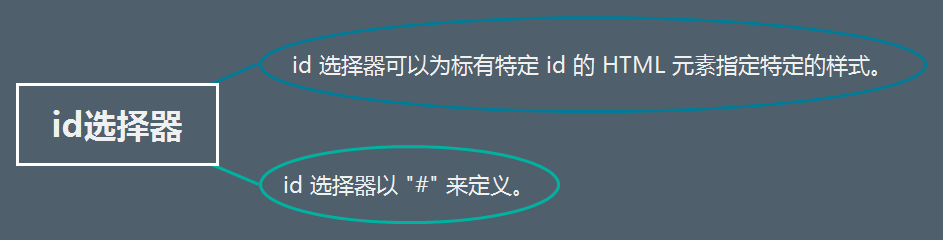 id 选择器可以为标有特定 id 的 HTML 元素指定特定的样式。
id选择器
id 选择器以 "#" 来定义。